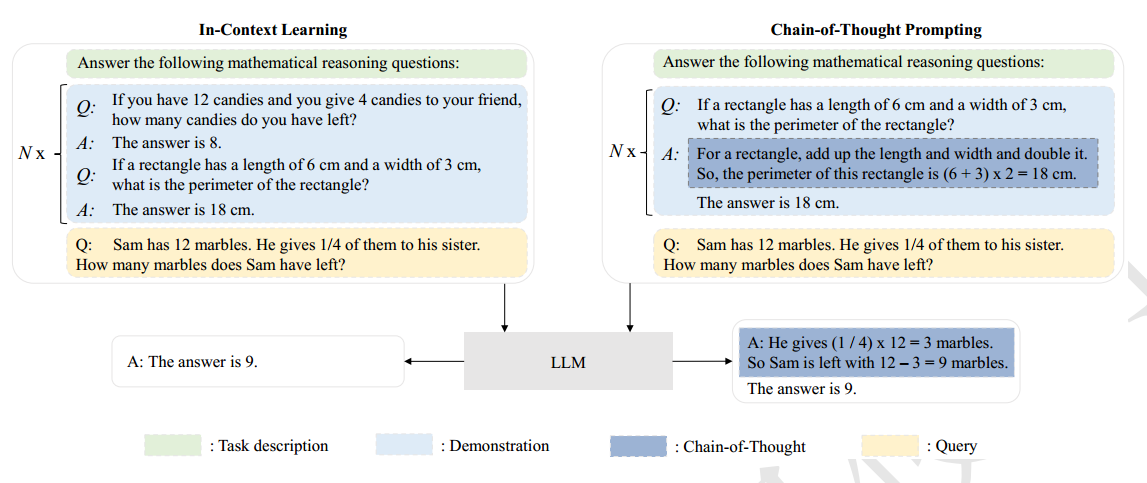 In-Context Learning
Answer the following mathematical reasoning questions:
N x
Q: If you have 12 candies and you give 4 candies to your friend,
how many candies do you have left?
A: The answer is 8.
Q: If a rectangle has a length of 6 cm and a width of 3 cm,
what is the perimeter of the rectangle?
A: The answer is 18 cm.
Q: Sam has 12 marbles. He gives 1/4 of them to his sister.
How many marbles does Sam have left?
Chain-of-Thought Prompting
Answer the following mathematical reasoning questions:
N x
Q: If a rectangle has a length of 6 cm and a width of 3 cm,
what is the perimeter of the rectangle?
A: For a rectangle, add up the length and width and double it.
So, the perimeter of this rectangle is (6 + 3) x 2 = 18 cm.
The answer is 18 cm.
Q: Sam has 12 marbles. He gives 1/4 of them to his sister.
How many marbles does Sam have left?
A: The answer is 9.
LLM
A: He gives (1 / 4) x 12 = 3 marbles.
So Sam is left with 12 – 3 = 9 marbles.
The answer is 9.
: Task description
: Demonstration
: Chain-of-Thought
: Query